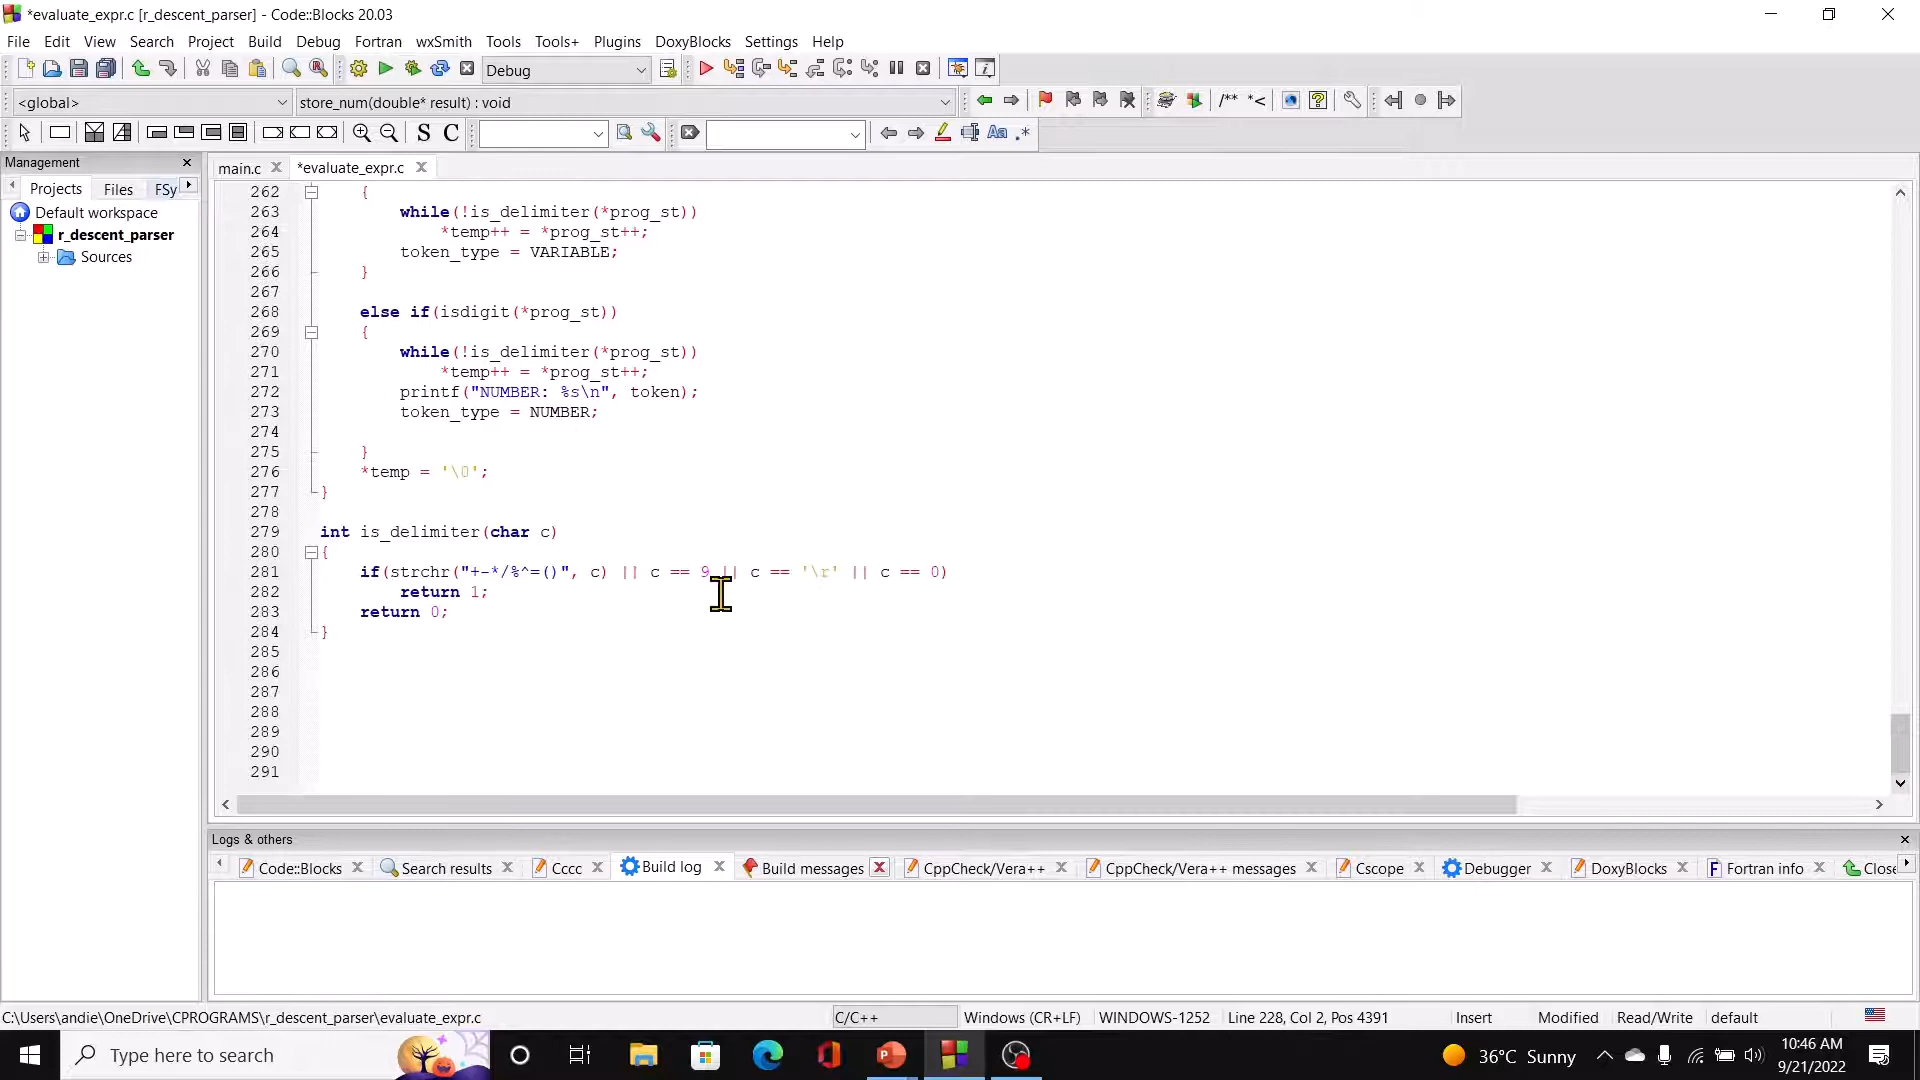 *evaluate_expr.c [r_descent_parser] - Code::Blocks 20.03
File Edit View Search Project Build Debug Fortran wxSmith Tools Tools+ Plugins DoxyBlocks Settings Help
Debug
<global> store_num(double* result) : void /** *<
S C Aa .*
Management
main.c *evaluate_expr.c
Projects Files FSy
Default workspace
r_descent_parser
Sources
262 {
263 while(!is_delimiter(*prog_st))
264 *temp++ = *prog_st++;
265 token_type = VARIABLE;
266 }
267
268 else if(isdigit(*prog_st))
269 {
270 while(!is_delimiter(*prog_st))
271 *temp++ = *prog_st++;
272 printf("NUMBER: %s\n", token);
273 token_type = NUMBER;
274
275 }
276 *temp = '\0';
277 }
278
279 int is_delimiter(char c)
280 {
281 if(strchr("+-*/%^=()", c) || c == 9 || c == '\r' || c == 0)
282 return 1;
283 return 0;
284 }
285
286
287
288
289
290
291
Logs & others
Code::Blocks Search results Cccc Build log Build messages CppCheck/Vera++ CppCheck/Vera++ messages Cscope Debugger DoxyBlocks Fortran info Close
C:\Users\andie\OneDrive\CPROGRAMS\r_descent_parser\evaluate_expr.c C/C++ Windows (CR+LF) WINDOWS-1252 Line 228, Col 2, Pos 4391 Insert Modified Read/Write default
Type here to search 36°C Sunny 10:46 AM
9/21/2022